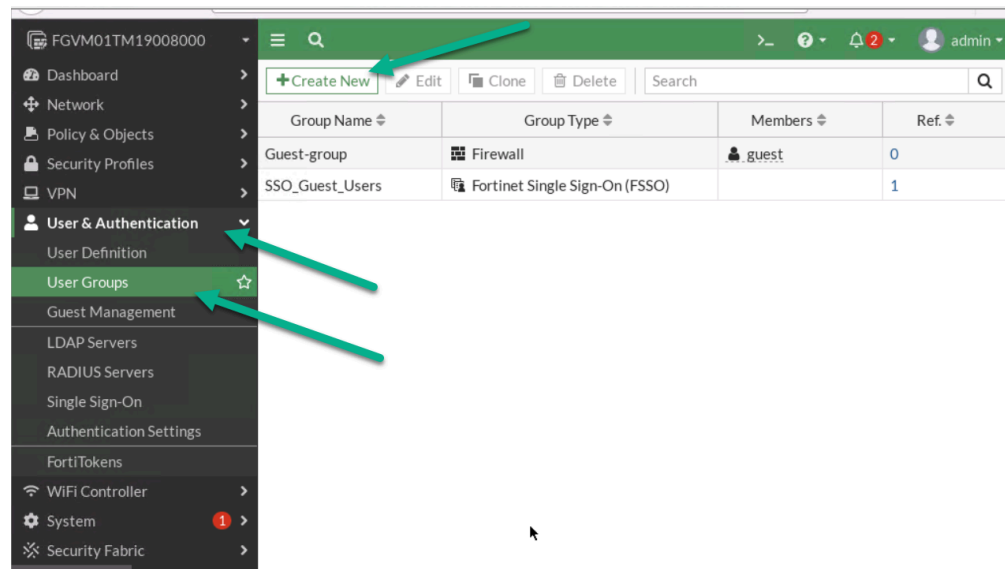 FGVM01TM19008000
>_ 2 admin
Dashboard
Network
Policy & Objects
Security Profiles
VPN
User & Authentication
User Definition
User Groups
Guest Management
LDAP Servers
RADIUS Servers
Single Sign-On
Authentication Settings
FortiTokens
WiFi Controller
System 1
Security Fabric
+Create New Edit Clone Delete Search
Group Name Group Type Members Ref.
Guest-group Firewall guest 0
SSO_Guest_Users Fortinet Single Sign-On (FSSO) 1